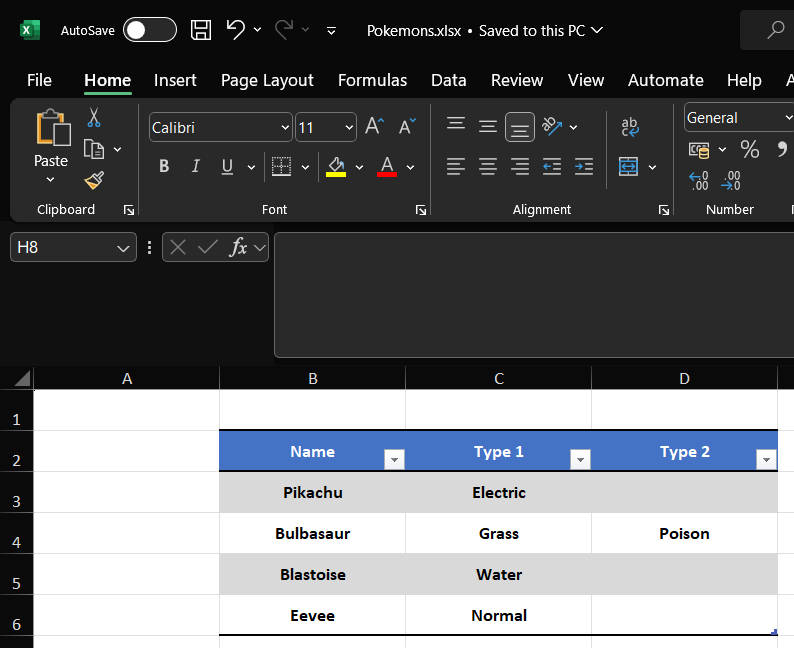 AutoSave Pokemons.xlsx • Saved to this PC
File Home Insert Page Layout Formulas Data Review View Automate Help A
Calibri 11 General
Paste B I U A % 9
Clipboard Font Alignment Number
H8 fx
A B C D
1
2 Name Type 1 Type 2
3 Pikachu Electric
4 Bulbasaur Grass Poison
5 Blastoise Water
6 Eevee Normal